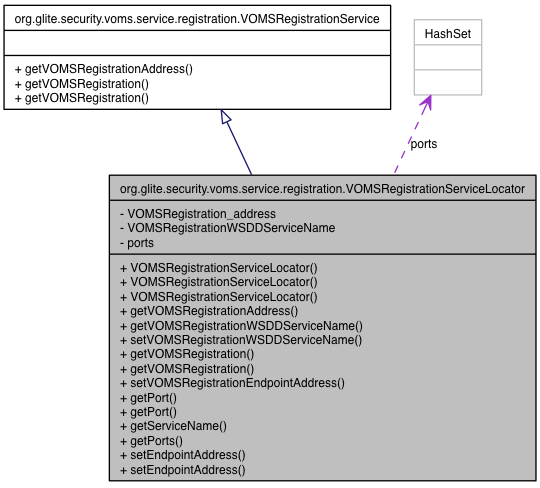 org.glite.security.voms.service.registration.VOMSRegistrationService
+ getVOMSRegistrationAddress()
+ getVOMSRegistration()
+ getVOMSRegistration()
HashSet
ports
org.glite.security.voms.service.registration.VOMSRegistrationServiceLocator
- VOMSRegistration_address
- VOMSRegistrationWSDDServiceName
- ports
+ VOMSRegistrationServiceLocator()
+ VOMSRegistrationServiceLocator()
+ VOMSRegistrationServiceLocator()
+ getVOMSRegistrationAddress()
+ getVOMSRegistrationWSDDServiceName()
+ setVOMSRegistrationWSDDServiceName()
+ getVOMSRegistration()
+ getVOMSRegistration()
+ setVOMSRegistrationEndpointAddress()
+ getPort()
+ getPort()
+ getServiceName()
+ getPorts()
+ setEndpointAddress()
+ setEndpointAddress()